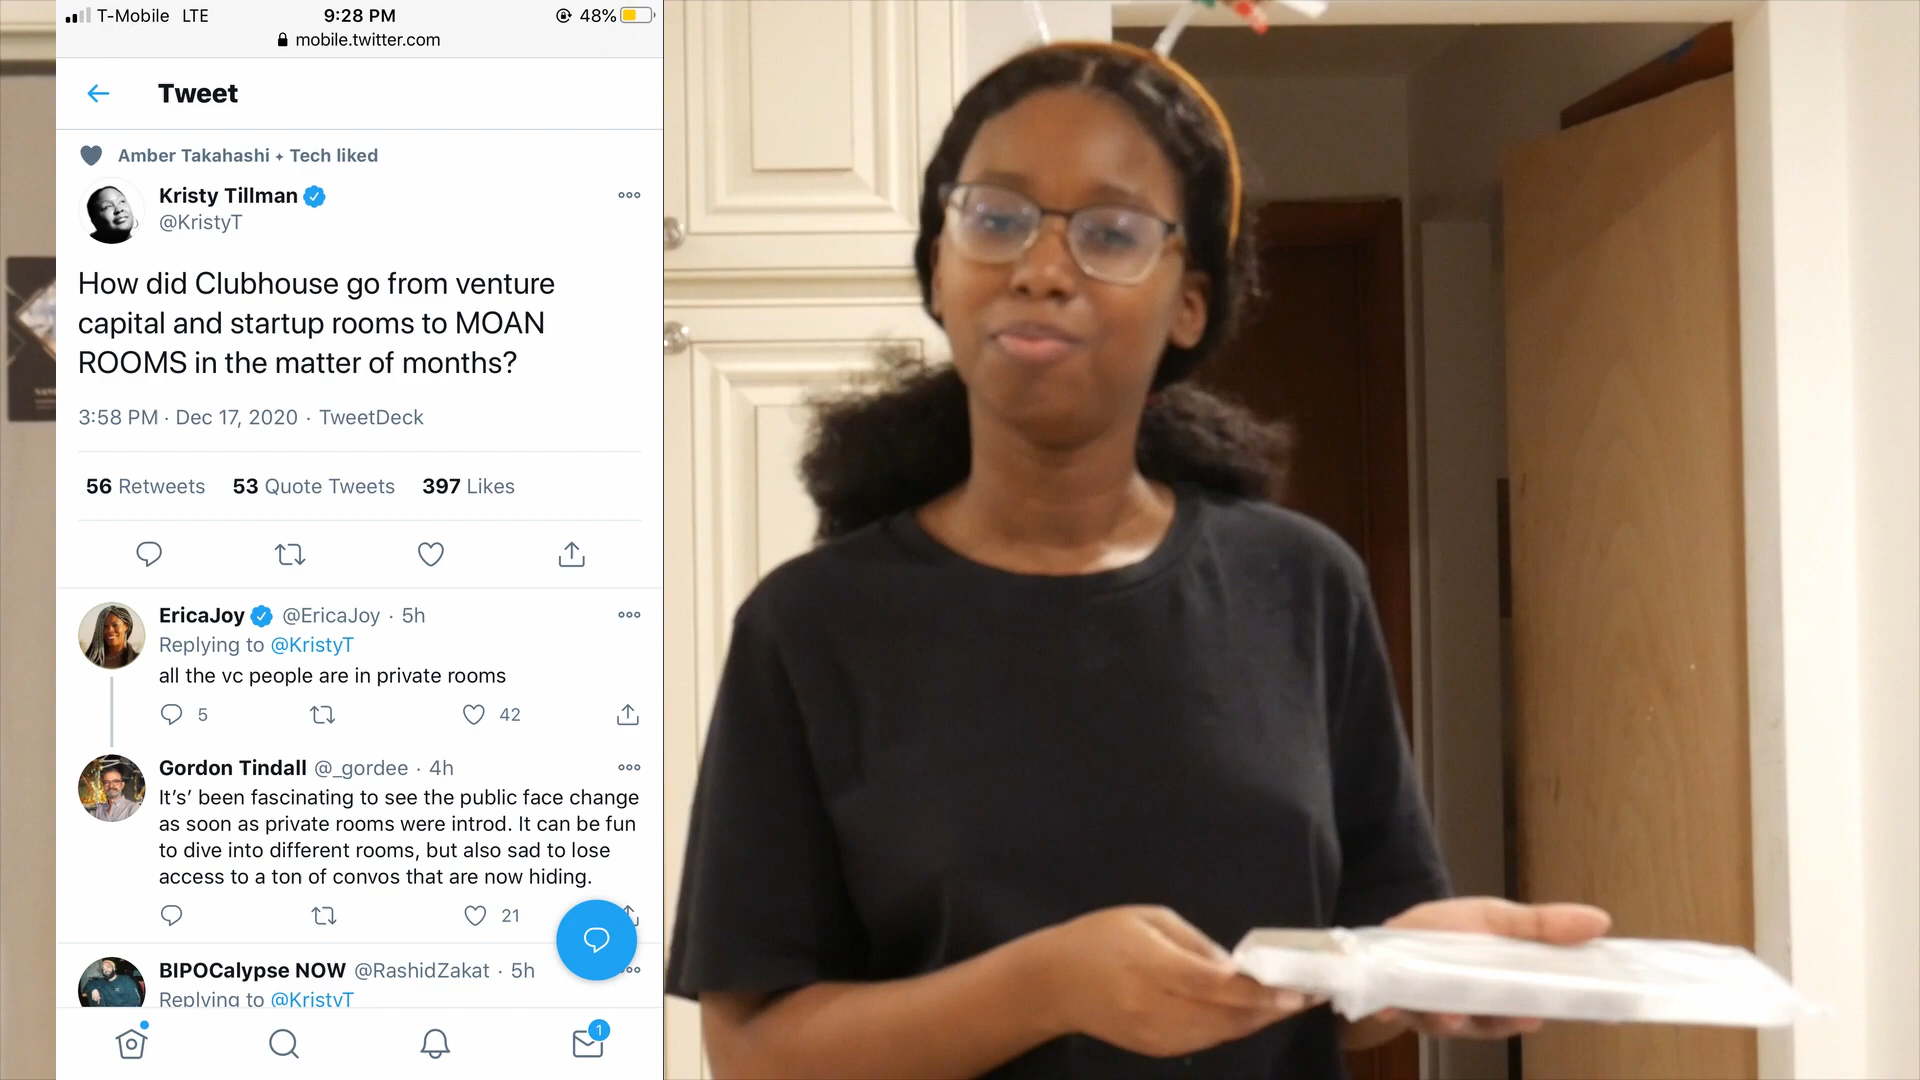 T-Mobile LTE 9:28 PM 48%
mobile.twitter.com
Tweet
Amber Takahashi + Tech liked
Kristy Tillman
@KristyT
How did Clubhouse go from venture
capital and startup rooms to MOAN
ROOMS in the matter of months?
3:58 PM · Dec 17, 2020 · TweetDeck
56 Retweets 53 Quote Tweets 397 Likes
EricaJoy @EricaJoy · 5h
Replying to @KristyT
all the vc people are in private rooms
5 42
Gordon Tindall @_gordee · 4h
It's’ been fascinating to see the public face change
as soon as private rooms were introd. It can be fun
to dive into different rooms, but also sad to lose
access to a ton of convos that are now hiding.
21
BIPOCalypse NOW @RashidZakat · 5h
Replying to @KristyT
1